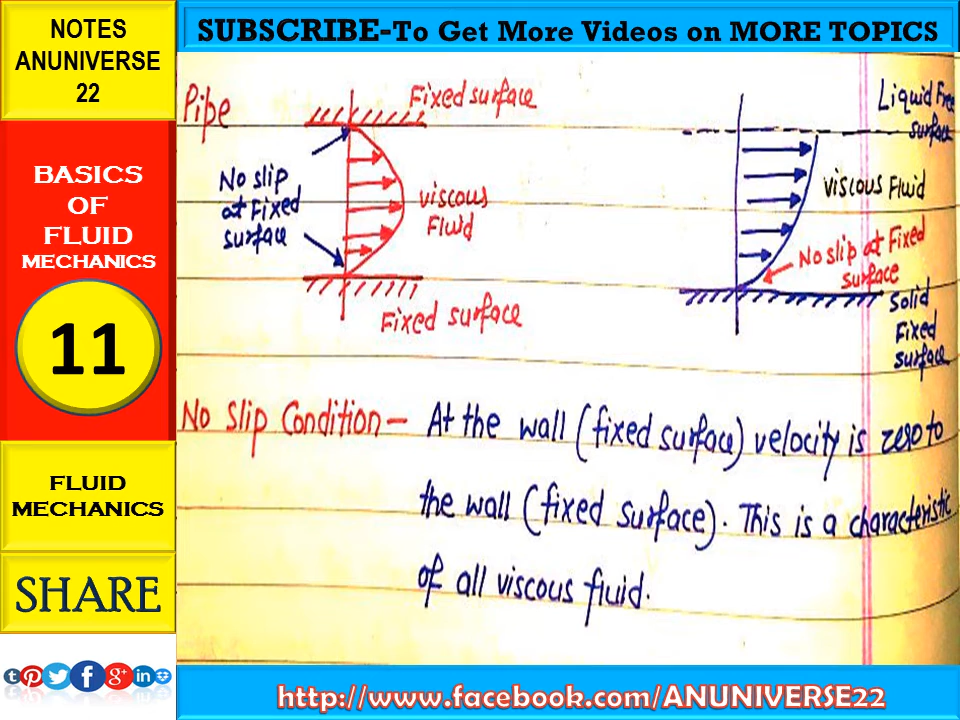 NOTES
ANUNIVERSE
22
SUBSCRIBE-To Get More Videos on MORE TOPICS
BASICS
OF
FLUID
MECHANICS
11
FLUID
MECHANICS
SHARE
Pipe
Fixed surface
No slip
at Fixed
surface
viscous
Fluid
Fixed surface
Liquid Free
surface
viscous Fluid
No slip at Fixed
surface
Solid
Fixed
surface
No Slip Condition - At the wall (fixed surface) velocity is zero to
the wall (fixed surface). This is a characteristic
of all viscous fluid.
http://www.facebook.com/ANUNIVERSE22